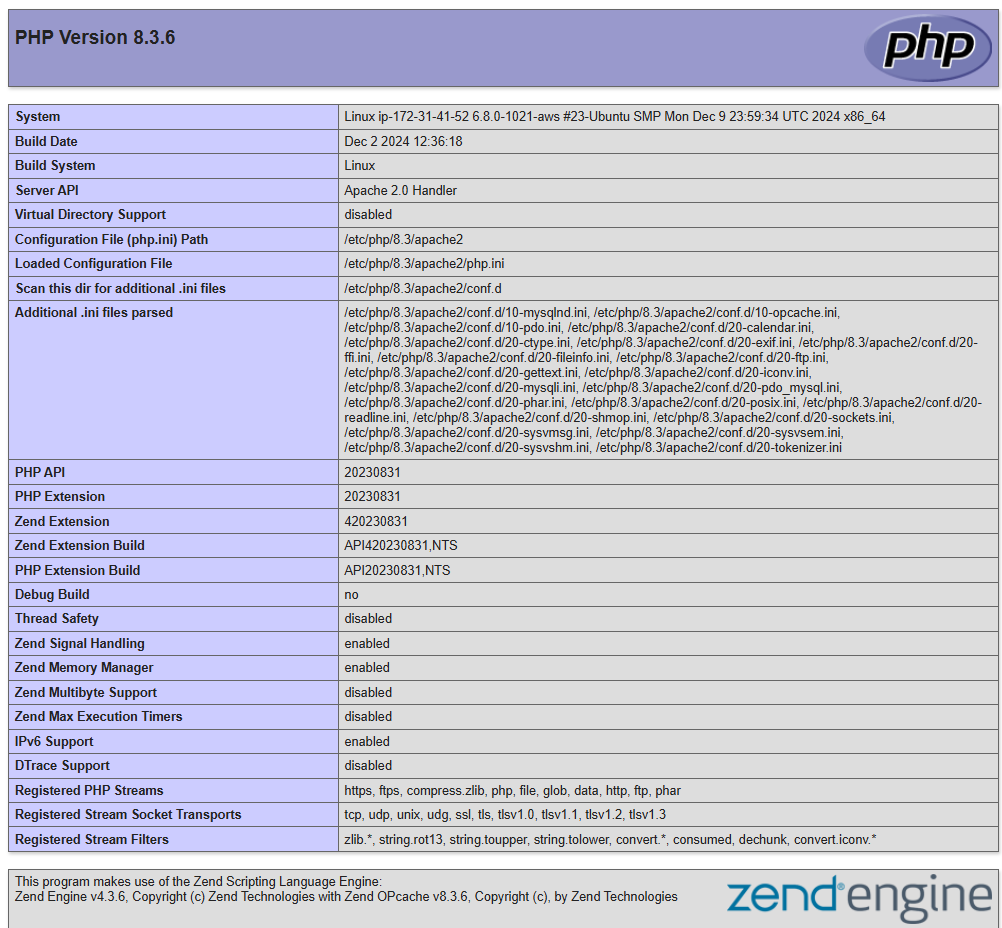 PHP Version 8.3.6
php
System Linux ip-172-31-41-52 6.8.0-1021-aws #23-Ubuntu SMP Mon Dec 9 23:59:34 UTC 2024 x86_64
Build Date Dec 2 2024 12:36:18
Build System Linux
Server API Apache 2.0 Handler
Virtual Directory Support disabled
Configuration File (php.ini) Path /etc/php/8.3/apache2
Loaded Configuration File /etc/php/8.3/apache2/php.ini
Scan this dir for additional .ini files /etc/php/8.3/apache2/conf.d
Additional .ini files parsed /etc/php/8.3/apache2/conf.d/10-mysqlnd.ini, /etc/php/8.3/apache2/conf.d/10-opcache.ini,
/etc/php/8.3/apache2/conf.d/10-pdo.ini, /etc/php/8.3/apache2/conf.d/20-calendar.ini,
/etc/php/8.3/apache2/conf.d/20-ctype.ini, /etc/php/8.3/apache2/conf.d/20-exif.ini, /etc/php/8.3/apache2/conf.d/20-
ffi.ini, /etc/php/8.3/apache2/conf.d/20-fileinfo.ini, /etc/php/8.3/apache2/conf.d/20-ftp.ini,
/etc/php/8.3/apache2/conf.d/20-gettext.ini, /etc/php/8.3/apache2/conf.d/20-iconv.ini,
/etc/php/8.3/apache2/conf.d/20-mysqli.ini, /etc/php/8.3/apache2/conf.d/20-pdo_mysql.ini,
/etc/php/8.3/apache2/conf.d/20-phar.ini, /etc/php/8.3/apache2/conf.d/20-posix.ini, /etc/php/8.3/apache2/conf.d/20-
readline.ini, /etc/php/8.3/apache2/conf.d/20-shmop.ini, /etc/php/8.3/apache2/conf.d/20-sockets.ini,
/etc/php/8.3/apache2/conf.d/20-sysvmsg.ini, /etc/php/8.3/apache2/conf.d/20-sysvsem.ini,
/etc/php/8.3/apache2/conf.d/20-sysvshm.ini, /etc/php/8.3/apache2/conf.d/20-tokenizer.ini
PHP API 20230831
PHP Extension 20230831
Zend Extension 420230831
Zend Extension Build API420230831,NTS
PHP Extension Build API20230831,NTS
Debug Build no
Thread Safety disabled
Zend Signal Handling enabled
Zend Memory Manager enabled
Zend Multibyte Support disabled
Zend Max Execution Timers disabled
IPv6 Support enabled
DTrace Support disabled
Registered PHP Streams https, ftps, compress.zlib, php, file, glob, data, http, ftp, phar
Registered Stream Socket Transports tcp, udp, unix, udg, ssl, tls, tlsv1.0, tlsv1.1, tlsv1.2, tlsv1.3
Registered Stream Filters zlib.*, string.rot13, string.toupper, string.tolower, convert.*, consumed, dechunk, convert.iconv.*
This program makes use of the Zend Scripting Language Engine:
Zend Engine v4.3.6, Copyright (c) Zend Technologies with Zend OPcache v8.3.6, Copyright (c), by Zend Technologies
zend® engine